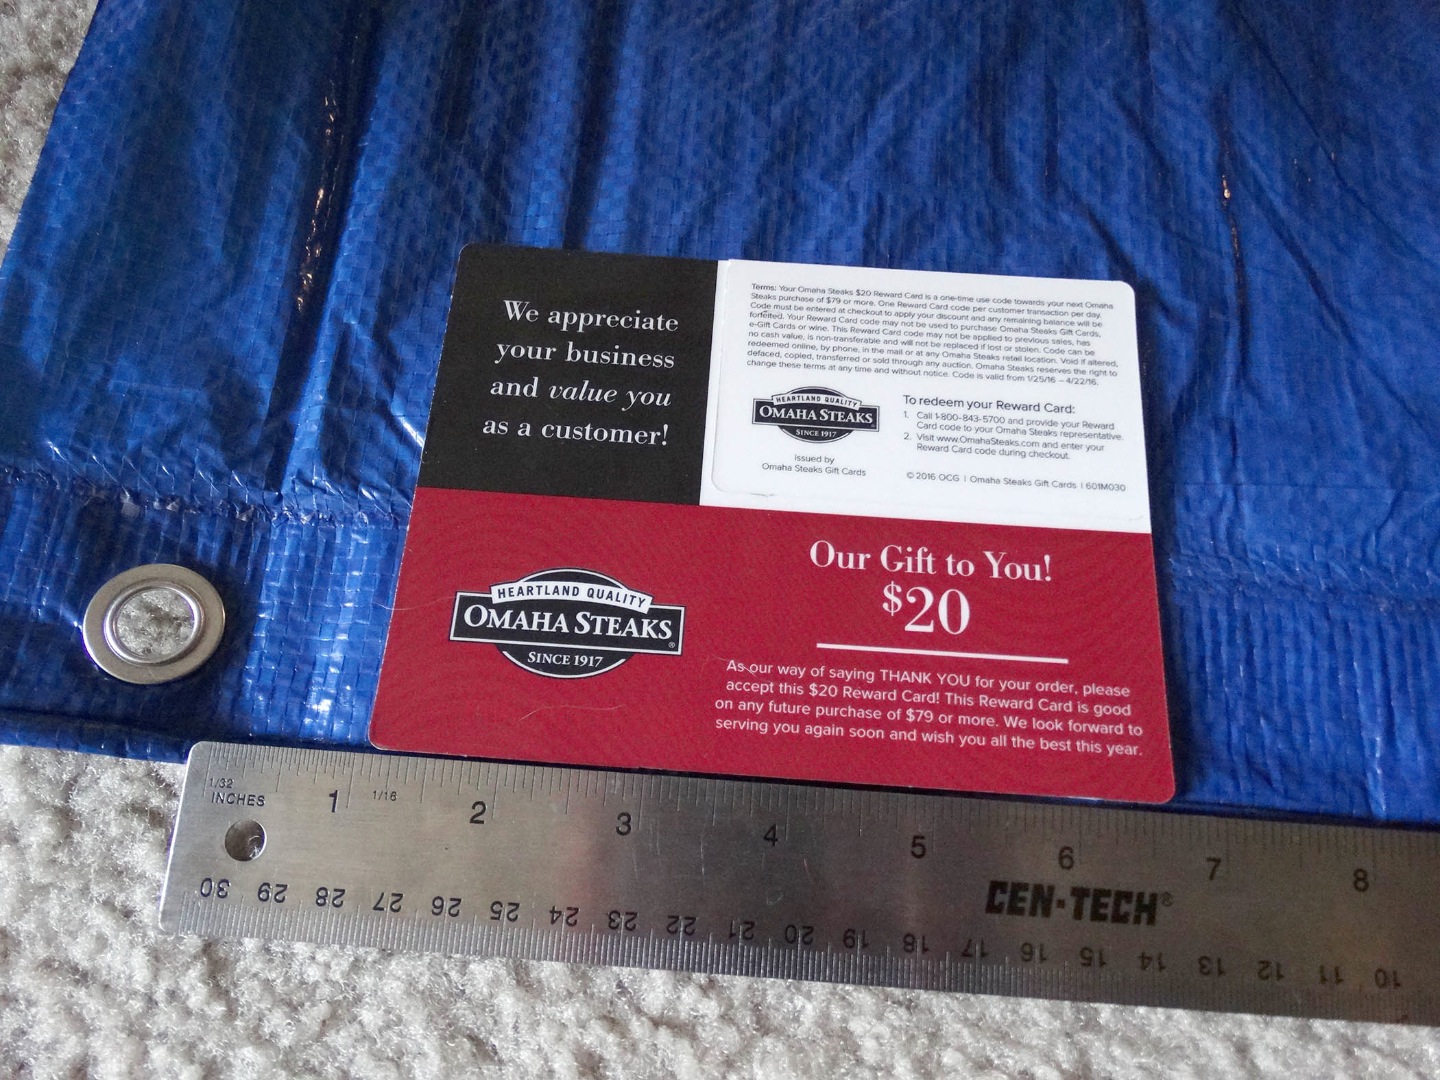 We appreciate
your business
and value you
as a customer!
Terms: Your Omaha Steaks $20 Reward Card is a one-time use code towards your next Omaha
Steaks purchase of $79 or more. One Reward Card code per customer transaction per day.
Code must be entered at checkout to apply your discount and any remaining balance will be
forfeited. Your Reward Card code may not be used to purchase Omaha Steaks Gift Cards,
e-Gift Cards or wine. This Reward Card code may not be applied to previous sales, has
no cash value, is non-transferable and will not be replaced if lost or stolen. Code can be
redeemed online, by phone, in the mail or at any Omaha Steaks retail location. Void if altered,
defaced, copied, transferred or sold through any auction. Omaha Steaks reserves the right to
change these terms at any time and without notice. Code is valid from 1/25/16 – 4/22/16.
HEARTLAND QUALITY
OMAHA STEAKS
SINCE 1917
Issued by
Omaha Steaks Gift Cards
To redeem your Reward Card:
1. Call 1-800-843-5700 and provide your Reward
Card code to your Omaha Steaks representative.
2. Visit www.OmahaSteaks.com and enter your
Reward Card code during checkout.
© 2016 OCG | Omaha Steaks Gift Cards | 601M030
HEARTLAND QUALITY
OMAHA STEAKS®
SINCE 1917
Our Gift to You!
$20
As our way of saying THANK YOU for your order, please
accept this $20 Reward Card! This Reward Card is good
on any future purchase of $79 or more. We look forward to
serving you again soon and wish you all the best this year.
1/32
INCHES
1 1/16 2 3 4 5 6 7 8
CEN-TECH®
30 29 28 27 26 25 24 23 22 21 20 19 18 17 16 15 14 13 12 11 10